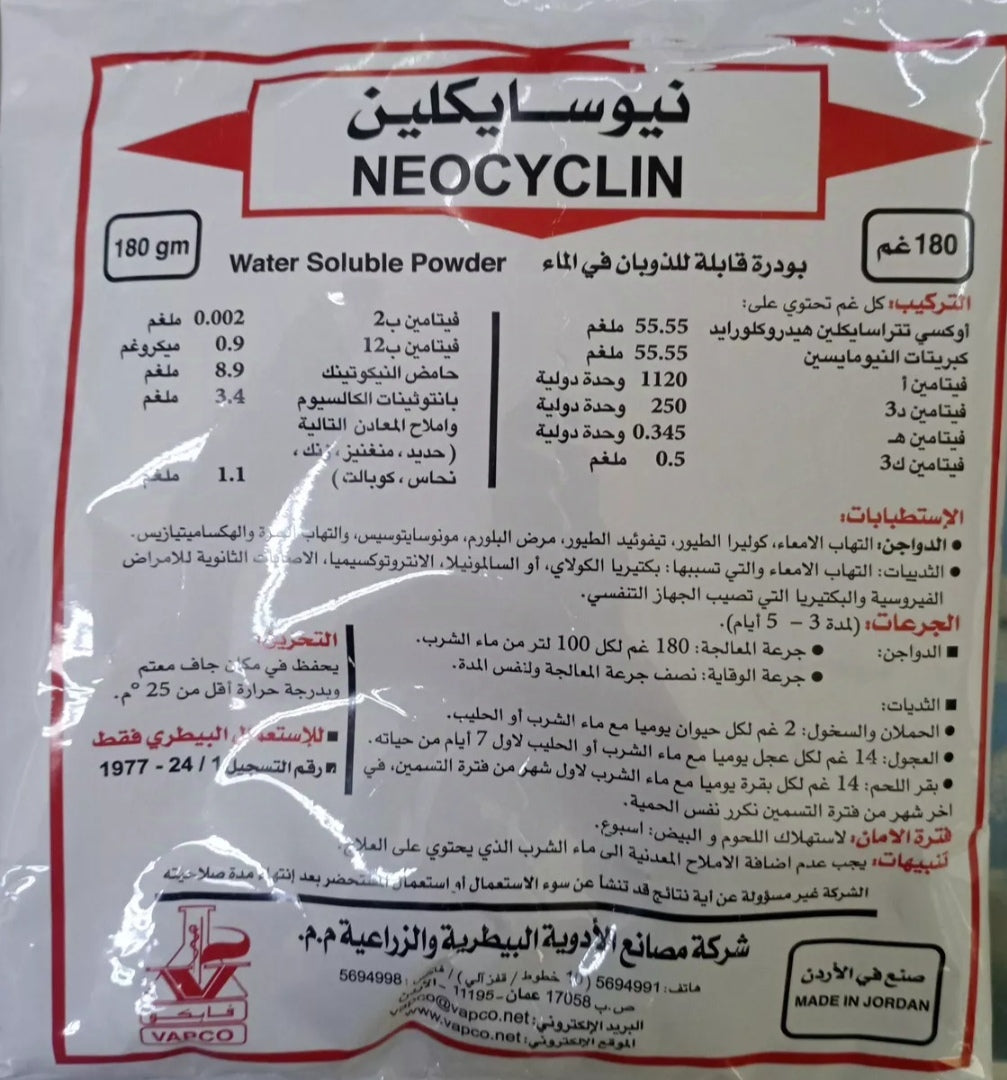 نيوسايكلين
NEOCYCLIN
180 غم
180 gm
بودرة قابلة للذوبان في الماء Water Soluble Powder
التركيب: كل غم تحتوي على:
أوكسي تتراسايكلين هيدروكلورايد 55.55 ملغم
كبريتات النيومايسين 55.55 ملغم
فيتامين أ 1120 وحدة دولية
فيتامين د3 250 وحدة دولية
فيتامين هـ 0.345 وحدة دولية
فيتامين ك3 0.5 ملغم
فيتامين ب2 0.002 ملغم
فيتامين ب12 0.9 ميكروغم
حامض النيكوتينك 8.9 ملغم
بانتوثينات الكالسيوم 3.4 ملغم
واملاح المعادن التالية
( حديد ، منغنيز ، زنك ،
نحاس ، كوبالت ) 1.1 ملغم
الإستطبابات:
● الدواجن: التهاب الامعاء، كوليرا الطيور، تيفوئيد الطيور، مرض البلورم، مونوسايتوسيس، والتهاب والهكساميتيازيس.
● الثدييات: التهاب الامعاء والتي تسببها: بكتيريا الكولاي، أو السالمونيلا، الانتروتوكسيميا، الاصابات الثانوية للامراض
الفيروسية والبكتيريا التي تصيب الجهاز التنفسي.
الجرعات: (لمدة 3 – 5 أيام).
■ الدواجن: ● جرعة المعالجة: 180 غم لكل 100 لتر من ماء الشرب.
● جرعة الوقاية: نصف جرعة المعالجة ولنفس المدة.
■ الثديات:
● الحملان والسخول: 2 غم لكل حيوان يوميا مع ماء الشرب أو الحليب.
● العجول: 14 غم لكل عجل يوميا مع ماء الشرب أو الحليب لاول 7 أيام من حياته.
● بقر اللحم: 14 غم لكل بقرة يوميا مع ماء الشرب لاول شهر من فترة التسمين، في
اخر شهر من فترة التسمين نكرر نفس الحمية.
فترة الامان: لاستهلاك اللحوم و البيض: اسبوع.
تنبيهات: يجب عدم اضافة الاملاح المعدنية الى ماء الشرب الذي يحتوي على العلاج.
التخزين:
يحفظ في مكان جاف معتم
وبدرجة حرارة أقل من 25 °م.
■ للإستعمال البيطري فقط
■ رقم التسجيل 1 / 24 - 1977
الشركة غير مسؤولة عن أية نتائج قد تنشأ عن سوء الاستعمال أو استعمال المستحضر بعد إنتهاء مدة صلاحيته
شركة مصانع الأدوية البيطرية والزراعية م.م.
هاتف: 5694991 (10 خطوط / قفز آلي) / فاكس: 5694998
ص.ب 17058 عمان - 11195 - الأردن
البريد الإلكتروني: vapco@vapco.net
الموقع الإلكتروني: www.vapco.net
صنع في الأردن
MADE IN JORDAN
فابكو
VAPCO